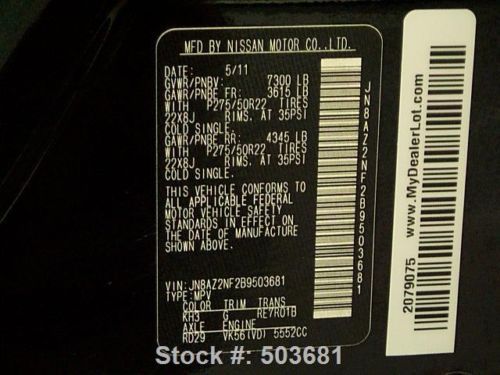 MFD BY NISSAN MOTOR CO.,LTD.
DATE: 5/11
GVWR/PNBV: 7300 LB
GAWR/PNBE FR: 3615 LB
WITH P275/50R22 TIRES
22X8J RIMS. AT 35PSI
COLD SINGLE.
GAWR/PNBE RR: 4345 LB
WITH P275/50R22 TIRES
22X8J RIMS. AT 35PSI
COLD SINGLE.
THIS VEHICLE CONFORMS TO
ALL APPLICABLE FEDERAL
MOTOR VEHICLE SAFETY
STANDARDS IN EFFECT ON
THE DATE OF MANUFACTURE
SHOWN ABOVE.
VIN: JN8AZ2NF2B9503681
TYPE: MPV
COLOR TRIM TRANS
KH3 G RE7R01B
AXLE ENGINE
RD29 VK56(VD) 5552CC
JN8AZ2NF2B9503681
2079075 www.MyDealerLot.com
Stock#: 503681